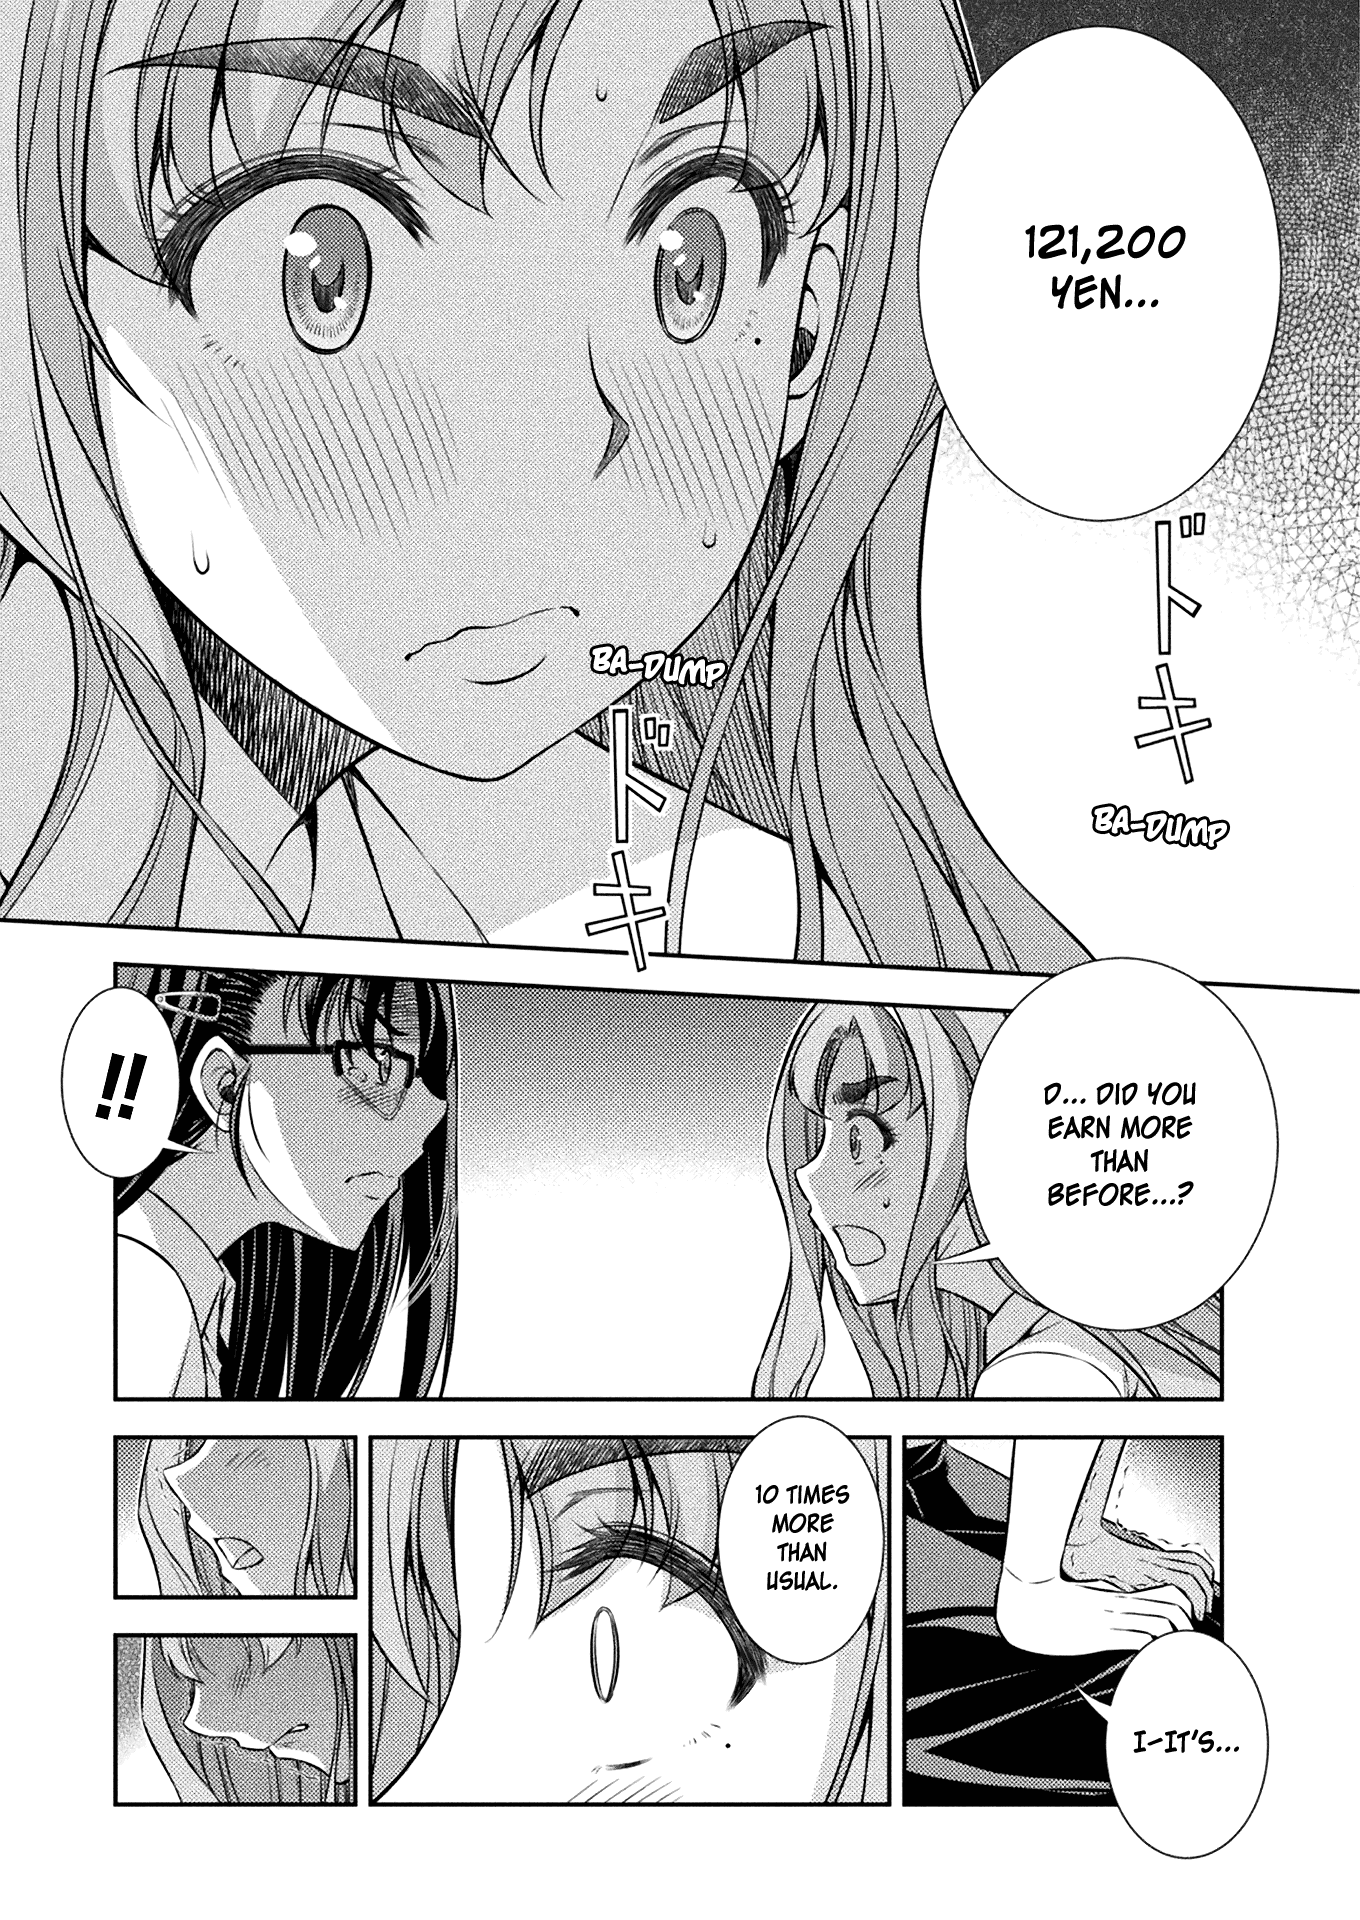 121,200
YEN...
ドキ
BA-DUMP
ドキ
BA-DUMP
D... DID YOU
EARN MORE
THAN
BEFORE...?
!!
I-IT'S...
10 TIMES
MORE
THAN
USUAL.